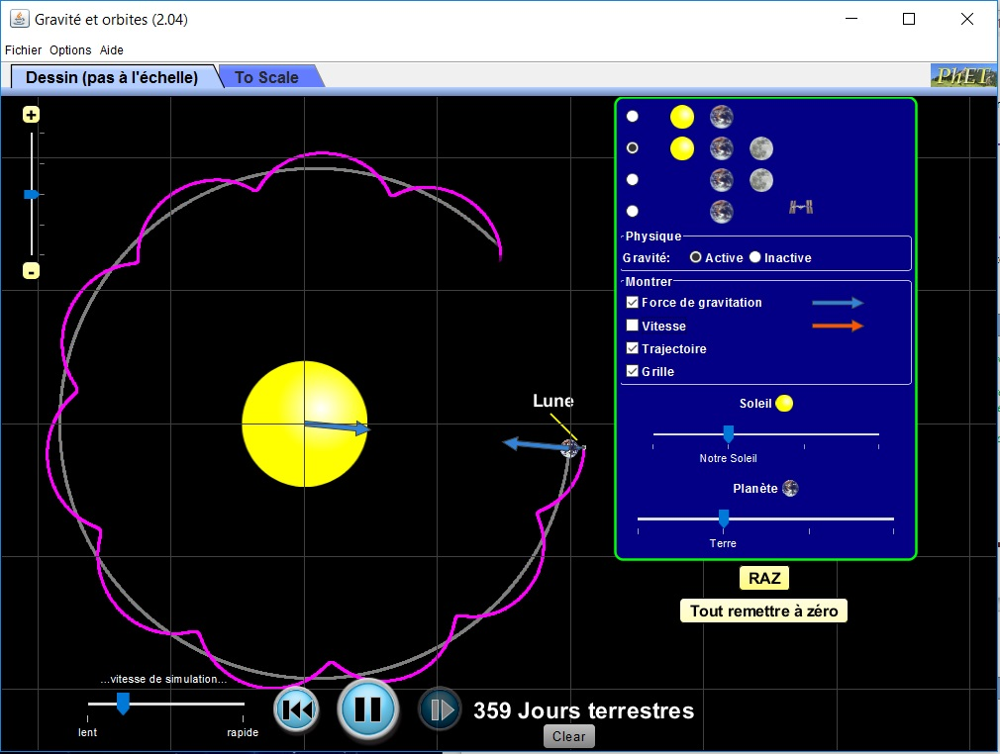 Gravité et orbites (2.04)
Fichier Options Aide
Dessin (pas à l'échelle) To Scale
PhET
+
-
Physique
Gravité: Active Inactive
Montrer
Force de gravitation
Vitesse
Trajectoire
Grille
Soleil
Notre Soleil
Planète
Terre
Lune
RAZ
Tout remettre à zéro
...vitesse de simulation...
lent rapide
359 Jours terrestres
Clear